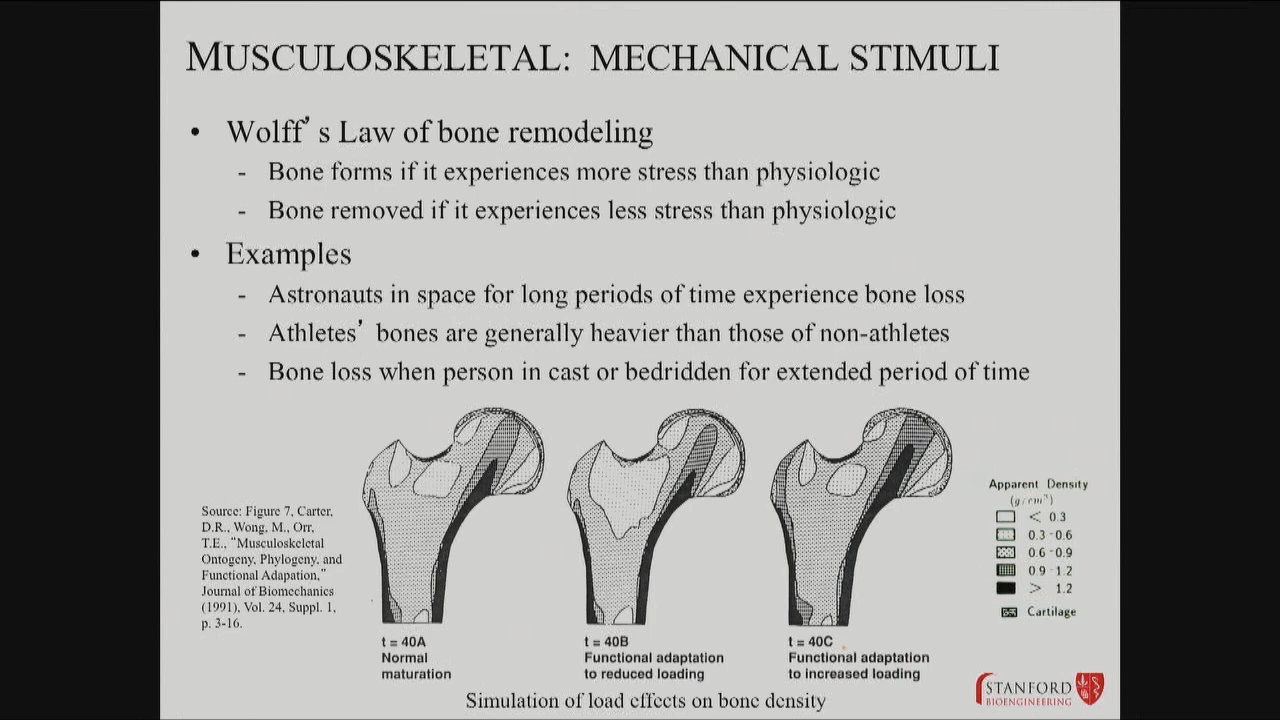 MUSCULOSKELETAL: MECHANICAL STIMULI
• Wolff's Law of bone remodeling
- Bone forms if it experiences more stress than physiologic
- Bone removed if it experiences less stress than physiologic
• Examples
- Astronauts in space for long periods of time experience bone loss
- Athletes' bones are generally heavier than those of non-athletes
- Bone loss when person in cast or bedridden for extended period of time
Source: Figure 7, Carter,
D.R., Wong, M., Orr,
T.E., "Musculoskeletal
Ontogeny, Phylogeny, and
Functional Adapation,"
Journal of Biomechanics
(1991), Vol. 24, Suppl. 1,
p. 3-16.
Apparent Density
(g/cm³)
< 0.3
0.3-0.6
0.6-0.9
0.9-1.2
> 1.2
Cartilage
t = 40A
Normal
maturation
t = 40B
Functional adaptation
to reduced loading
t = 40C
Functional adaptation
to increased loading
Simulation of load effects on bone density
STANFORD
BIOENGINEERING